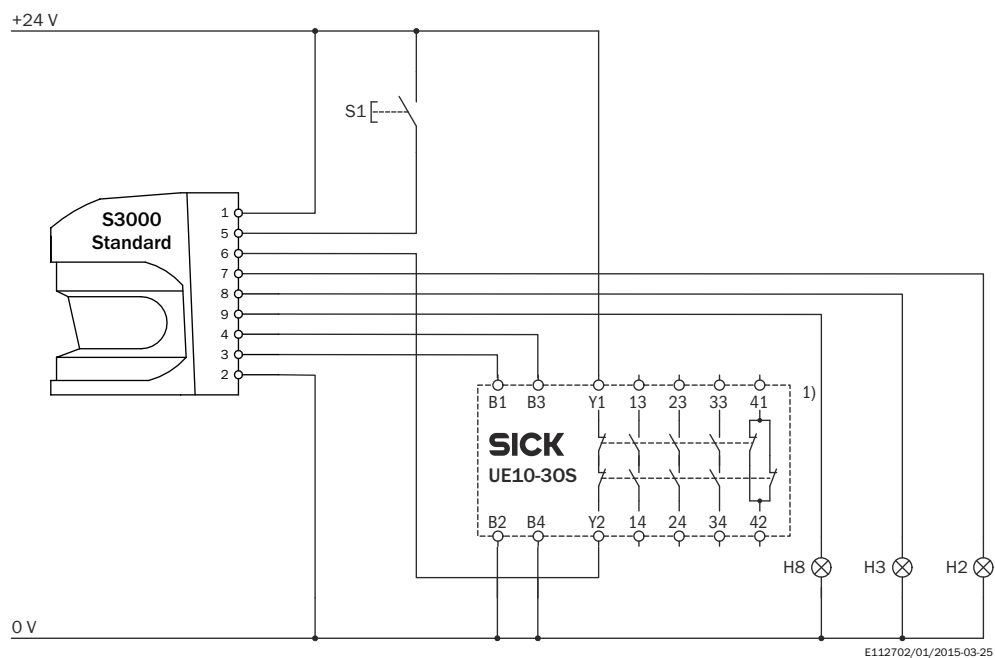 +24 V
S1
S3000
Standard
1
5
6
7
8
9
4
3
2
B1 B3 Y1 13 23 33 41 1)
SICK
UE10-30S
B2 B4 Y2 14 24 34 42
H8 H3 H2
0 V
E112702/01/2015-03-25